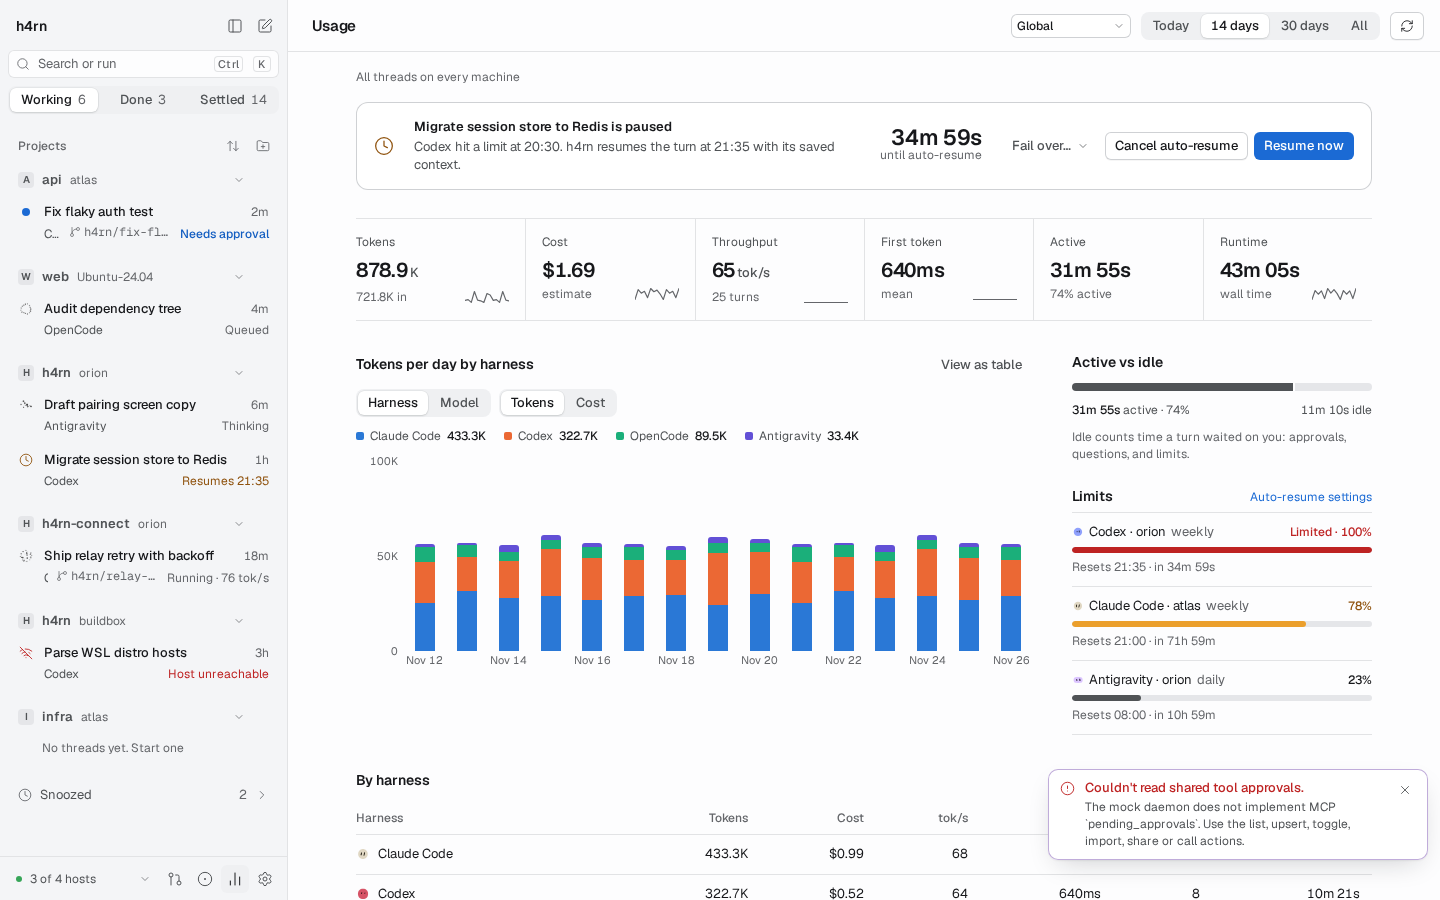 h4rn
Search or run Ctrl K
Working 6 Done 3 Settled 14
Projects
A api atlas
Fix flaky auth test 2m
C... h4rn/fix-fl... Needs approval
W web Ubuntu-24.04
Audit dependency tree 4m
OpenCode Queued
H h4rn orion
Draft pairing screen copy 6m
Antigravity Thinking
Migrate session store to Redis 1h
Codex Resumes 21:35
H h4rn-connect orion
Ship relay retry with backoff 18m
h4rn/relay-... Running · 76 tok/s
H h4rn buildbox
Parse WSL distro hosts 3h
Codex Host unreachable
I infra atlas
No threads yet. Start one
Snoozed 2
3 of 4 hosts
Usage
Global Today 14 days 30 days All
All threads on every machine
Migrate session store to Redis is paused
Codex hit a limit at 20:30. h4rn resumes the turn at 21:35 with its saved
context.
34m 59s
until auto-resume
Fail over... Cancel auto-resume Resume now
Tokens
878.9 K
721.8K in
Cost
$1.69
estimate
Throughput
65 tok/s
25 turns
First token
640ms
mean
Active
31m 55s
74% active
Runtime
43m 05s
wall time
Tokens per day by harness View as table
Harness Model Tokens Cost
Claude Code 433.3K Codex 322.7K OpenCode 89.5K Antigravity 33.4K
100K
50K
0
Nov 12 Nov 14 Nov 16 Nov 18 Nov 20 Nov 22 Nov 24 Nov 26
Active vs idle
31m 55s active · 74% 11m 10s idle
Idle counts time a turn waited on you: approvals,
questions, and limits.
Limits Auto-resume settings
Codex · orion weekly Limited · 100%
Resets 21:35 · in 34m 59s
Claude Code · atlas weekly 78%
Resets 21:00 · in 71h 59m
Antigravity · orion daily 23%
Resets 08:00 · in 10h 59m
By harness
Harness Tokens Cost tok/s
Claude Code 433.3K $0.99 68
Codex 322.7K $0.52 64 640ms 8 10m 21s
Couldn't read shared tool approvals.
The mock daemon does not implement MCP
`pending_approvals`. Use the list, upsert, toggle,
import, share or call actions.